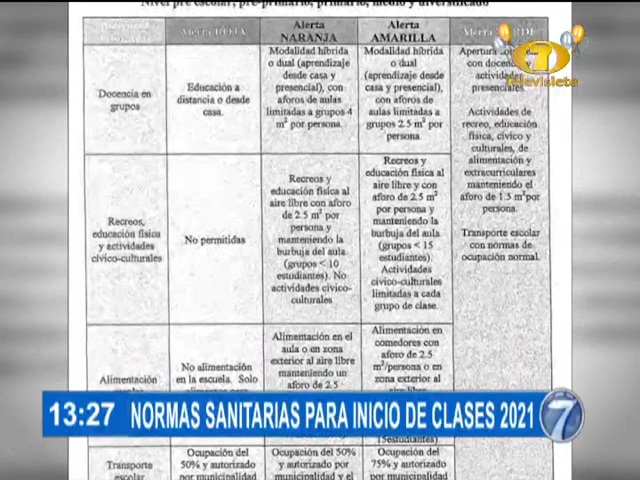 Nivel pre escolar, pre-primario, primario, medio y diversificado
Alerta ROJA
Alerta
NARANJA
Alerta
AMARILLA
Docencia en
grupos
Educación a
distancia o desde
casa.
Modalidad híbrida
o dual (aprendizaje
desde casa y
presencial), con
aforos de aulas
limitadas a grupos 4
m² por persona.
Modalidad híbrida
o dual
(aprendizaje desde
casa y presencial),
con aforos de
aulas limitadas a
grupos 2.5 m² por
persona
Apertura
con docen
actividades
presenciales
Actividades de
recreo, educación
física, cívico y
culturales, de
alimentación y
extracurriculares
manteniendo el
aforo de 1.5 m²por
persona.
Transporte escolar
con normas de
ocupación normal.
Recreos,
educación física
y actividades
cívico-culturales
No permitidas
Recreos y
educación física al
aire libre con aforo
de 2.5 m² por
persona y
manteniendo la
burbuja del aula
(grupos < 10
estudiantes). No
actividades cívico-
culturales
Recreos y
educación física al
aire libre y con
aforo de 2.5 m²
por persona y
manteniendo la
burbuja del aula
(grupos < 15
estudiantes).
Actividades
cívico-culturales
limitadas a cada
grupo de clase.
Alimentación
No alimentación
en la escuela. Solo
Alimentación en el
aula o en zona
exterior al aire libre
manteniendo un
aforo de 2.5
Alimentación en
comedores con
aforo de 2.5
m²/persona o en
zona exterior al
aire libre
15estudiantes)
Transporte
escolar
Ocupación del
50% y autorizado
por municipalidad
Ocupación del 50%
y autorizado por
municipalidad y el
Ocupación del
75% y autorizado
por municipalidad
7
Televisiete
13:27 NORMAS SANITARIAS PARA INICIO DE CLASES 2021
7